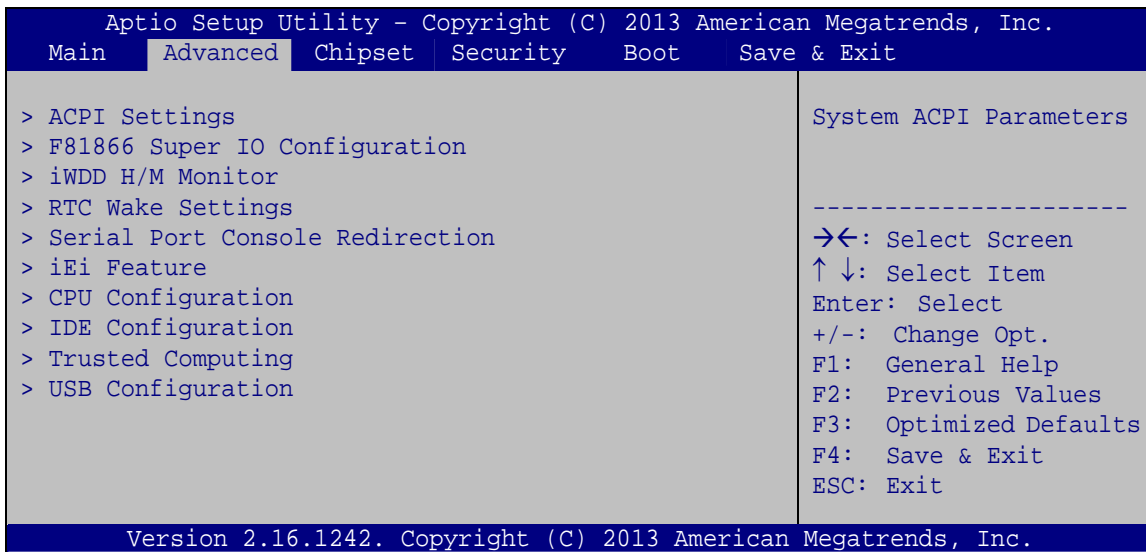 Aptio Setup Utility – Copyright (C) 2013 American Megatrends, Inc.
Main Advanced Chipset Security Boot Save & Exit
> ACPI Settings
> F81866 Super IO Configuration
> iWDD H/M Monitor
> RTC Wake Settings
> Serial Port Console Redirection
> iEi Feature
> CPU Configuration
> IDE Configuration
> Trusted Computing
> USB Configuration
System ACPI Parameters
----------------------
→←: Select Screen
↑ ↓: Select Item
Enter: Select
+/-: Change Opt.
F1: General Help
F2: Previous Values
F3: Optimized Defaults
F4: Save & Exit
ESC: Exit
Version 2.16.1242. Copyright (C) 2013 American Megatrends, Inc.